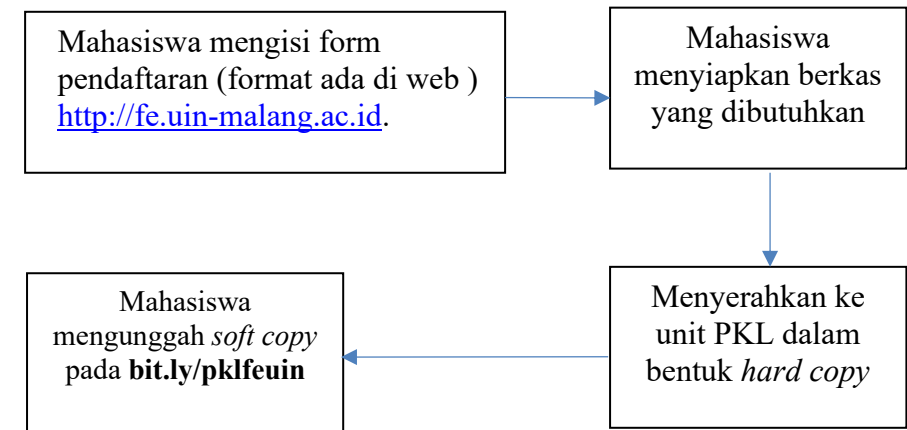 Mahasiswa mengisi form
pendaftaran (format ada di web )
http://fe.uin-malang.ac.id.
Mahasiswa
menyiapkan berkas
yang dibutuhkan
Menyerahkan ke
unit PKL dalam
bentuk hard copy
Mahasiswa
mengunggah soft copy
pada bit.ly/pklfeuin